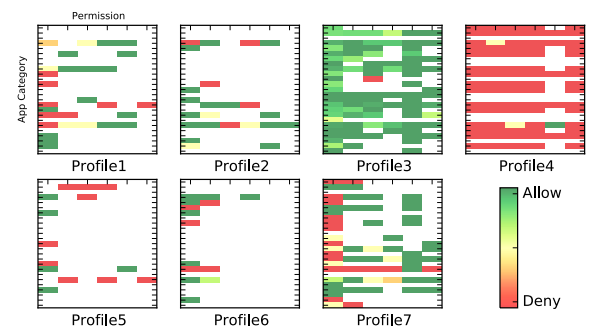 Permission
App Category
Profile1
Profile2
Profile3
Profile4
Profile5
Profile6
Profile7
Allow
Deny